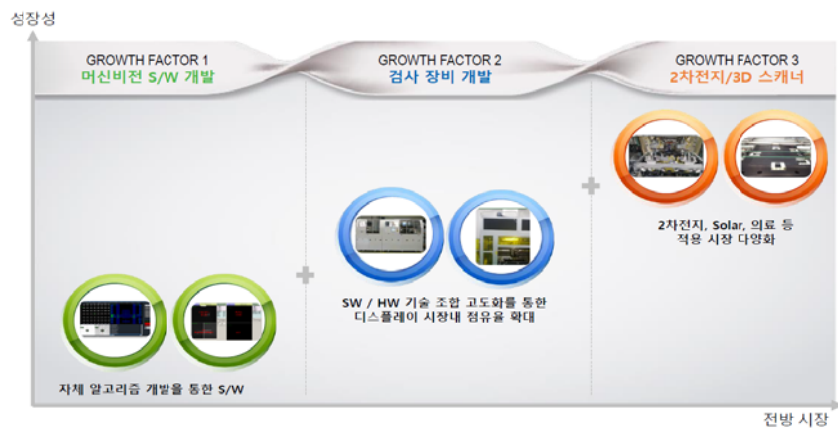 성장성
GROWTH FACTOR 1
머신비전 S/W 개발
GROWTH FACTOR 2
검사 장비 개발
GROWTH FACTOR 3
2차전지/3D 스캐너
2차전지, Solar, 의료 등
적용 시장 다양화
SW / HW 기술 조합 고도화를 통한
디스플레이 시장내 점유율 확대
자체 알고리즘 개발을 통한 S/W
전방 시장